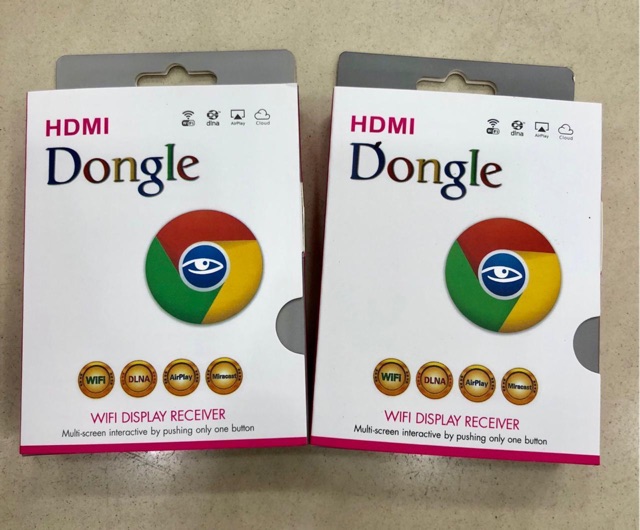 HDMI
Dongle
WiFi
dlna
AirPlay
Cloud
WiFi
DLNA
AirPlay
Miracast
WIFI DISPLAY RECEIVER
Multi-screen interactive by pushing only one button
HDMI
Dongle
WiFi
dlna
AirPlay
Cloud
WiFi
DLNA
AirPlay
Miracast
WIFI DISPLAY RECEIVER
Multi-screen interactive by pushing only one button